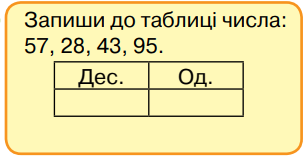 Запиши до таблиці числа:
57, 28, 43, 95.
Дес. Од.